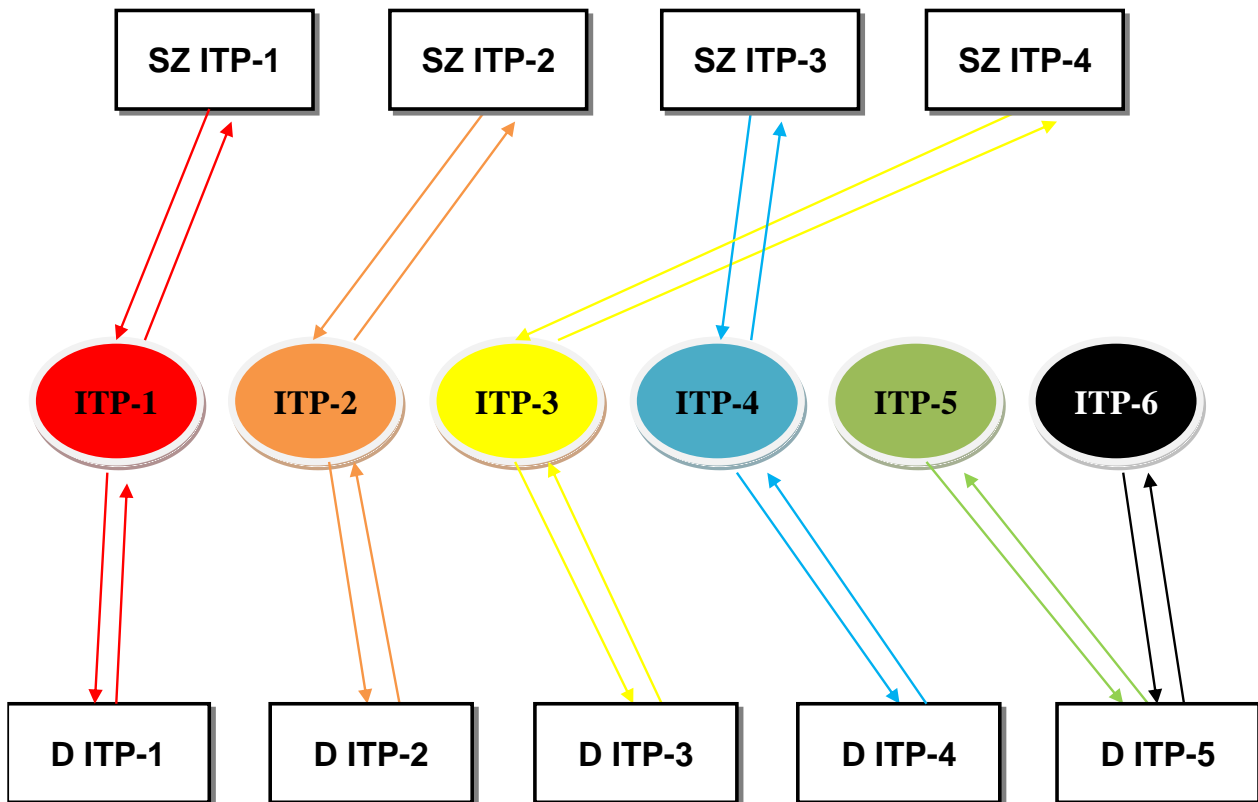 SZ ITP-1
SZ ITP-2
SZ ITP-3
SZ ITP-4
ITP-1
ITP-2
ITP-3
ITP-4
ITP-5
ITP-6
D ITP-1
D ITP-2
D ITP-3
D ITP-4
D ITP-5